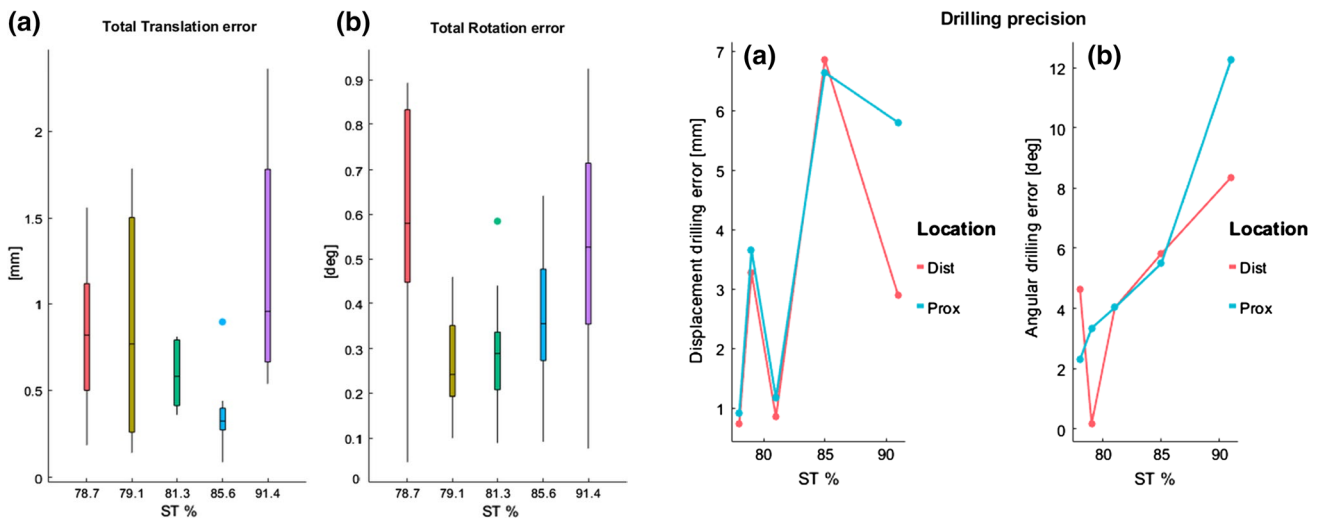 (a)
Total Translation error
[mm]
2
1.5
1
0.5
0
78.7 79.1 81.3 85.6 91.4
ST %
(b)
Total Rotation error
[deg]
0.9
0.8
0.7
0.6
0.5
0.4
0.3
0.2
0.1
0
78.7 79.1 81.3 85.6 91.4
ST %
Drilling precision
(a)
Displacement drilling error [mm]
7
6
5
4
3
2
1
80 85 90
ST %
Location
Dist
Prox
(b)
Angular drilling error [deg]
12
10
8
6
4
2
0
80 85 90
ST %
Location
Dist
Prox